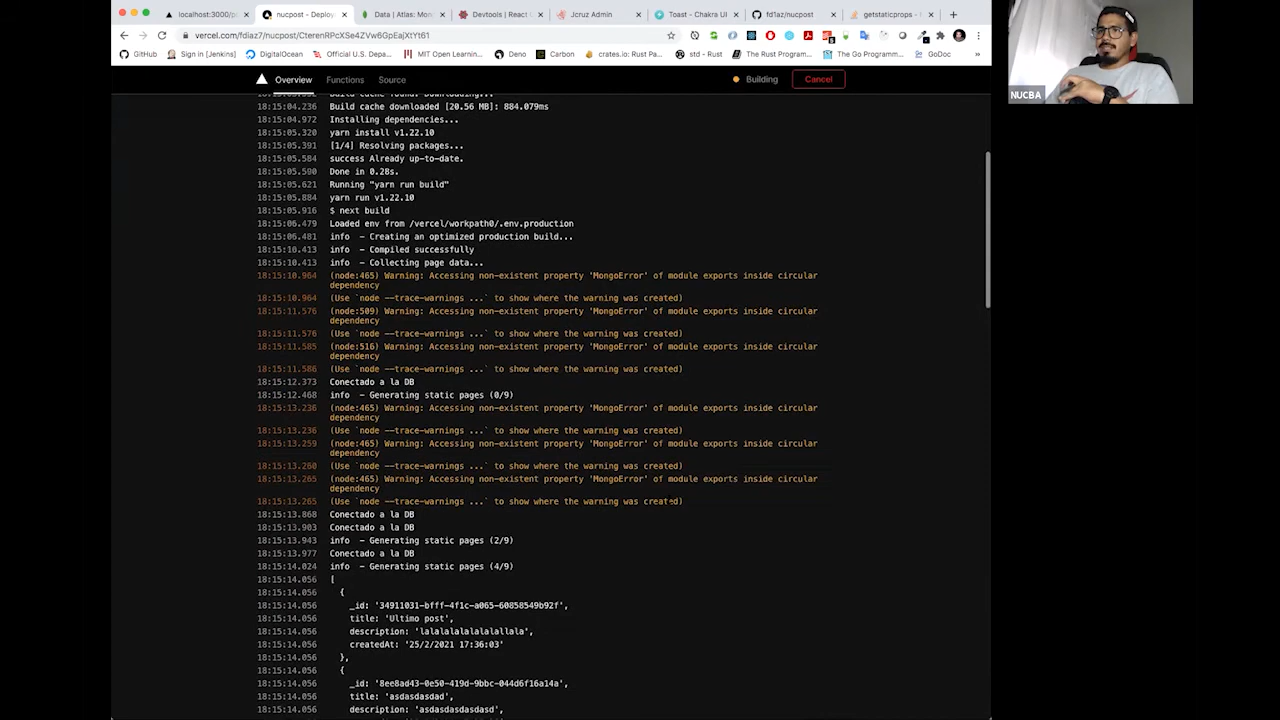 localhost:3000/p
nucpost - Deploy
Data | Atlas: Mon
Devtools | React
Jcruz Admin
Toast - Chakra UI
fd1az/nucpost
getstaticprops - N
vercel.com/fdiaz7/nucpost/CterenRPcXSe4ZVw6GpEajXtYt61
GitHub
Sign in [Jenkins]
DigitalOcean
Official U.S. Depa...
MIT Open Learnin...
Deno
Carbon
crates.io: Rust Pa...
std - Rust
The Rust Program...
The Go Programm...
GoDoc
Overview
Functions
Source
Building
Cancel
NUCBA
Build cache found. Downloading...
18:15:04.236 Build cache downloaded [20.56 MB]: 884.079ms
18:15:04.972 Installing dependencies...
18:15:05.320 yarn install v1.22.10
18:15:05.391 [1/4] Resolving packages...
18:15:05.584 success Already up-to-date.
18:15:05.590 Done in 0.28s.
18:15:05.621 Running "yarn run build"
18:15:05.884 yarn run v1.22.10
18:15:05.916 $ next build
18:15:06.479 Loaded env from /vercel/workpath0/.env.production
18:15:06.481 info  - Creating an optimized production build...
18:15:10.413 info  - Compiled successfully
18:15:10.413 info  - Collecting page data...
18:15:10.964 (node:465) Warning: Accessing non-existent property 'MongoError' of module exports inside circular
dependency
18:15:10.964 (Use `node --trace-warnings ...` to show where the warning was created)
18:15:11.576 (node:509) Warning: Accessing non-existent property 'MongoError' of module exports inside circular
dependency
18:15:11.576 (Use `node --trace-warnings ...` to show where the warning was created)
18:15:11.585 (node:516) Warning: Accessing non-existent property 'MongoError' of module exports inside circular
dependency
18:15:11.586 (Use `node --trace-warnings ...` to show where the warning was created)
18:15:12.373 Conectado a la DB
18:15:12.468 info  - Generating static pages (0/9)
18:15:13.236 (node:465) Warning: Accessing non-existent property 'MongoError' of module exports inside circular
dependency
18:15:13.236 (Use `node --trace-warnings ...` to show where the warning was created)
18:15:13.259 (node:465) Warning: Accessing non-existent property 'MongoError' of module exports inside circular
dependency
18:15:13.260 (Use `node --trace-warnings ...` to show where the warning was created)
18:15:13.265 (node:465) Warning: Accessing non-existent property 'MongoError' of module exports inside circular
dependency
18:15:13.265 (Use `node --trace-warnings ...` to show where the warning was created)
18:15:13.868 Conectado a la DB
18:15:13.903 Conectado a la DB
18:15:13.943 info  - Generating static pages (2/9)
18:15:13.977 Conectado a la DB
18:15:14.024 info  - Generating static pages (4/9)
18:15:14.056 [
18:15:14.056 {
18:15:14.056 _id: '34911031-bfff-4f1c-a065-60858549b92f',
18:15:14.056 title: 'Ultimo post',
18:15:14.056 description: 'lalalalalalalallala',
18:15:14.056 createdAt: '25/2/2021 17:36:03'
18:15:14.056 },
18:15:14.056 {
18:15:14.056 _id: '8ee8ad43-0e50-419d-9bbc-044d6f16a14a',
18:15:14.056 title: 'asdasdasdad',
18:15:14.056 description: 'asdasdasdasdasd',